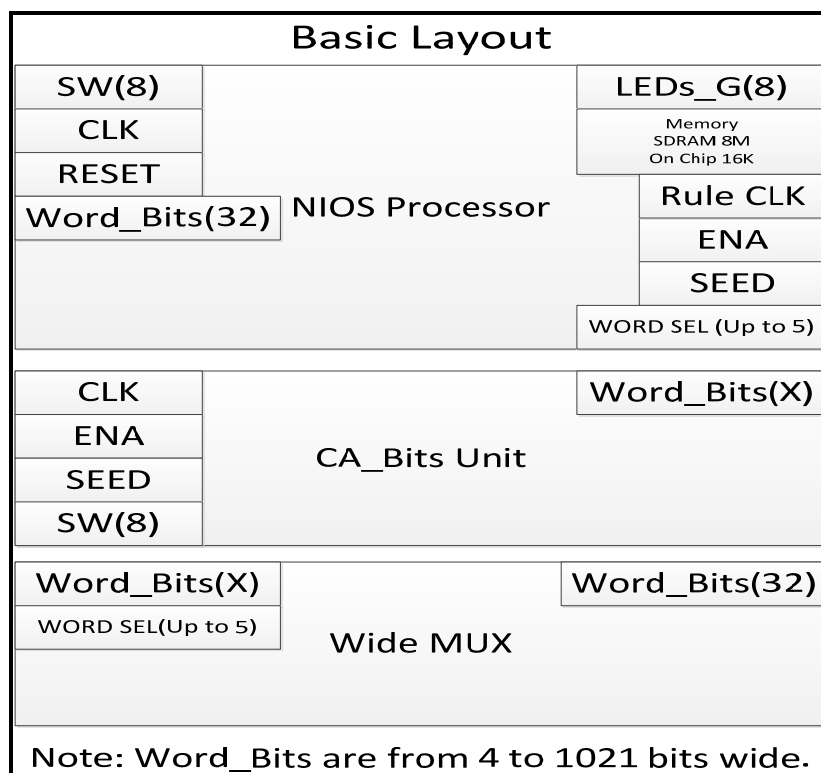 Basic Layout
SW(8)
CLK
RESET
Word_Bits(32)
NIOS Processor
LEDs_G(8)
Memory
SDRAM 8M
On Chip 16K
Rule CLK
ENA
SEED
WORD SEL (Up to 5)
CLK
ENA
SEED
SW(8)
CA_Bits Unit
Word_Bits(X)
Word_Bits(X)
WORD SEL(Up to 5)
Wide MUX
Word_Bits(32)
Note: Word_Bits are from 4 to 1021 bits wide.